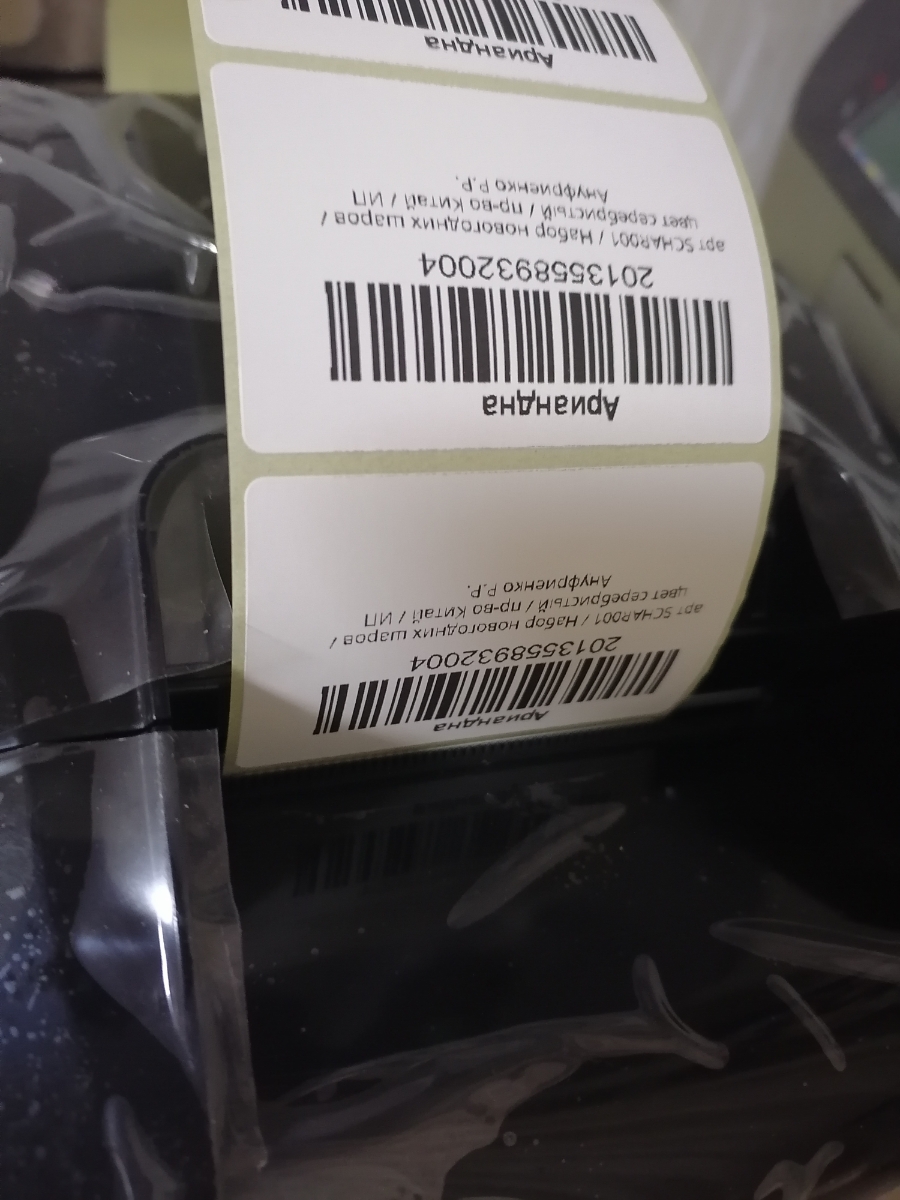 Ариандна
Ариандна
2013558932004
арт SCHAR001 / Набор новогодних шаров /
цвет серебристый / пр-во Китай / ИП
Ануфриенко Р.Р.
Ариандна
2013558932004
арт SCHAR001 / Набор новогодних шаров /
цвет серебристый / пр-во Китай / ИП
Ануфриенко Р.Р.